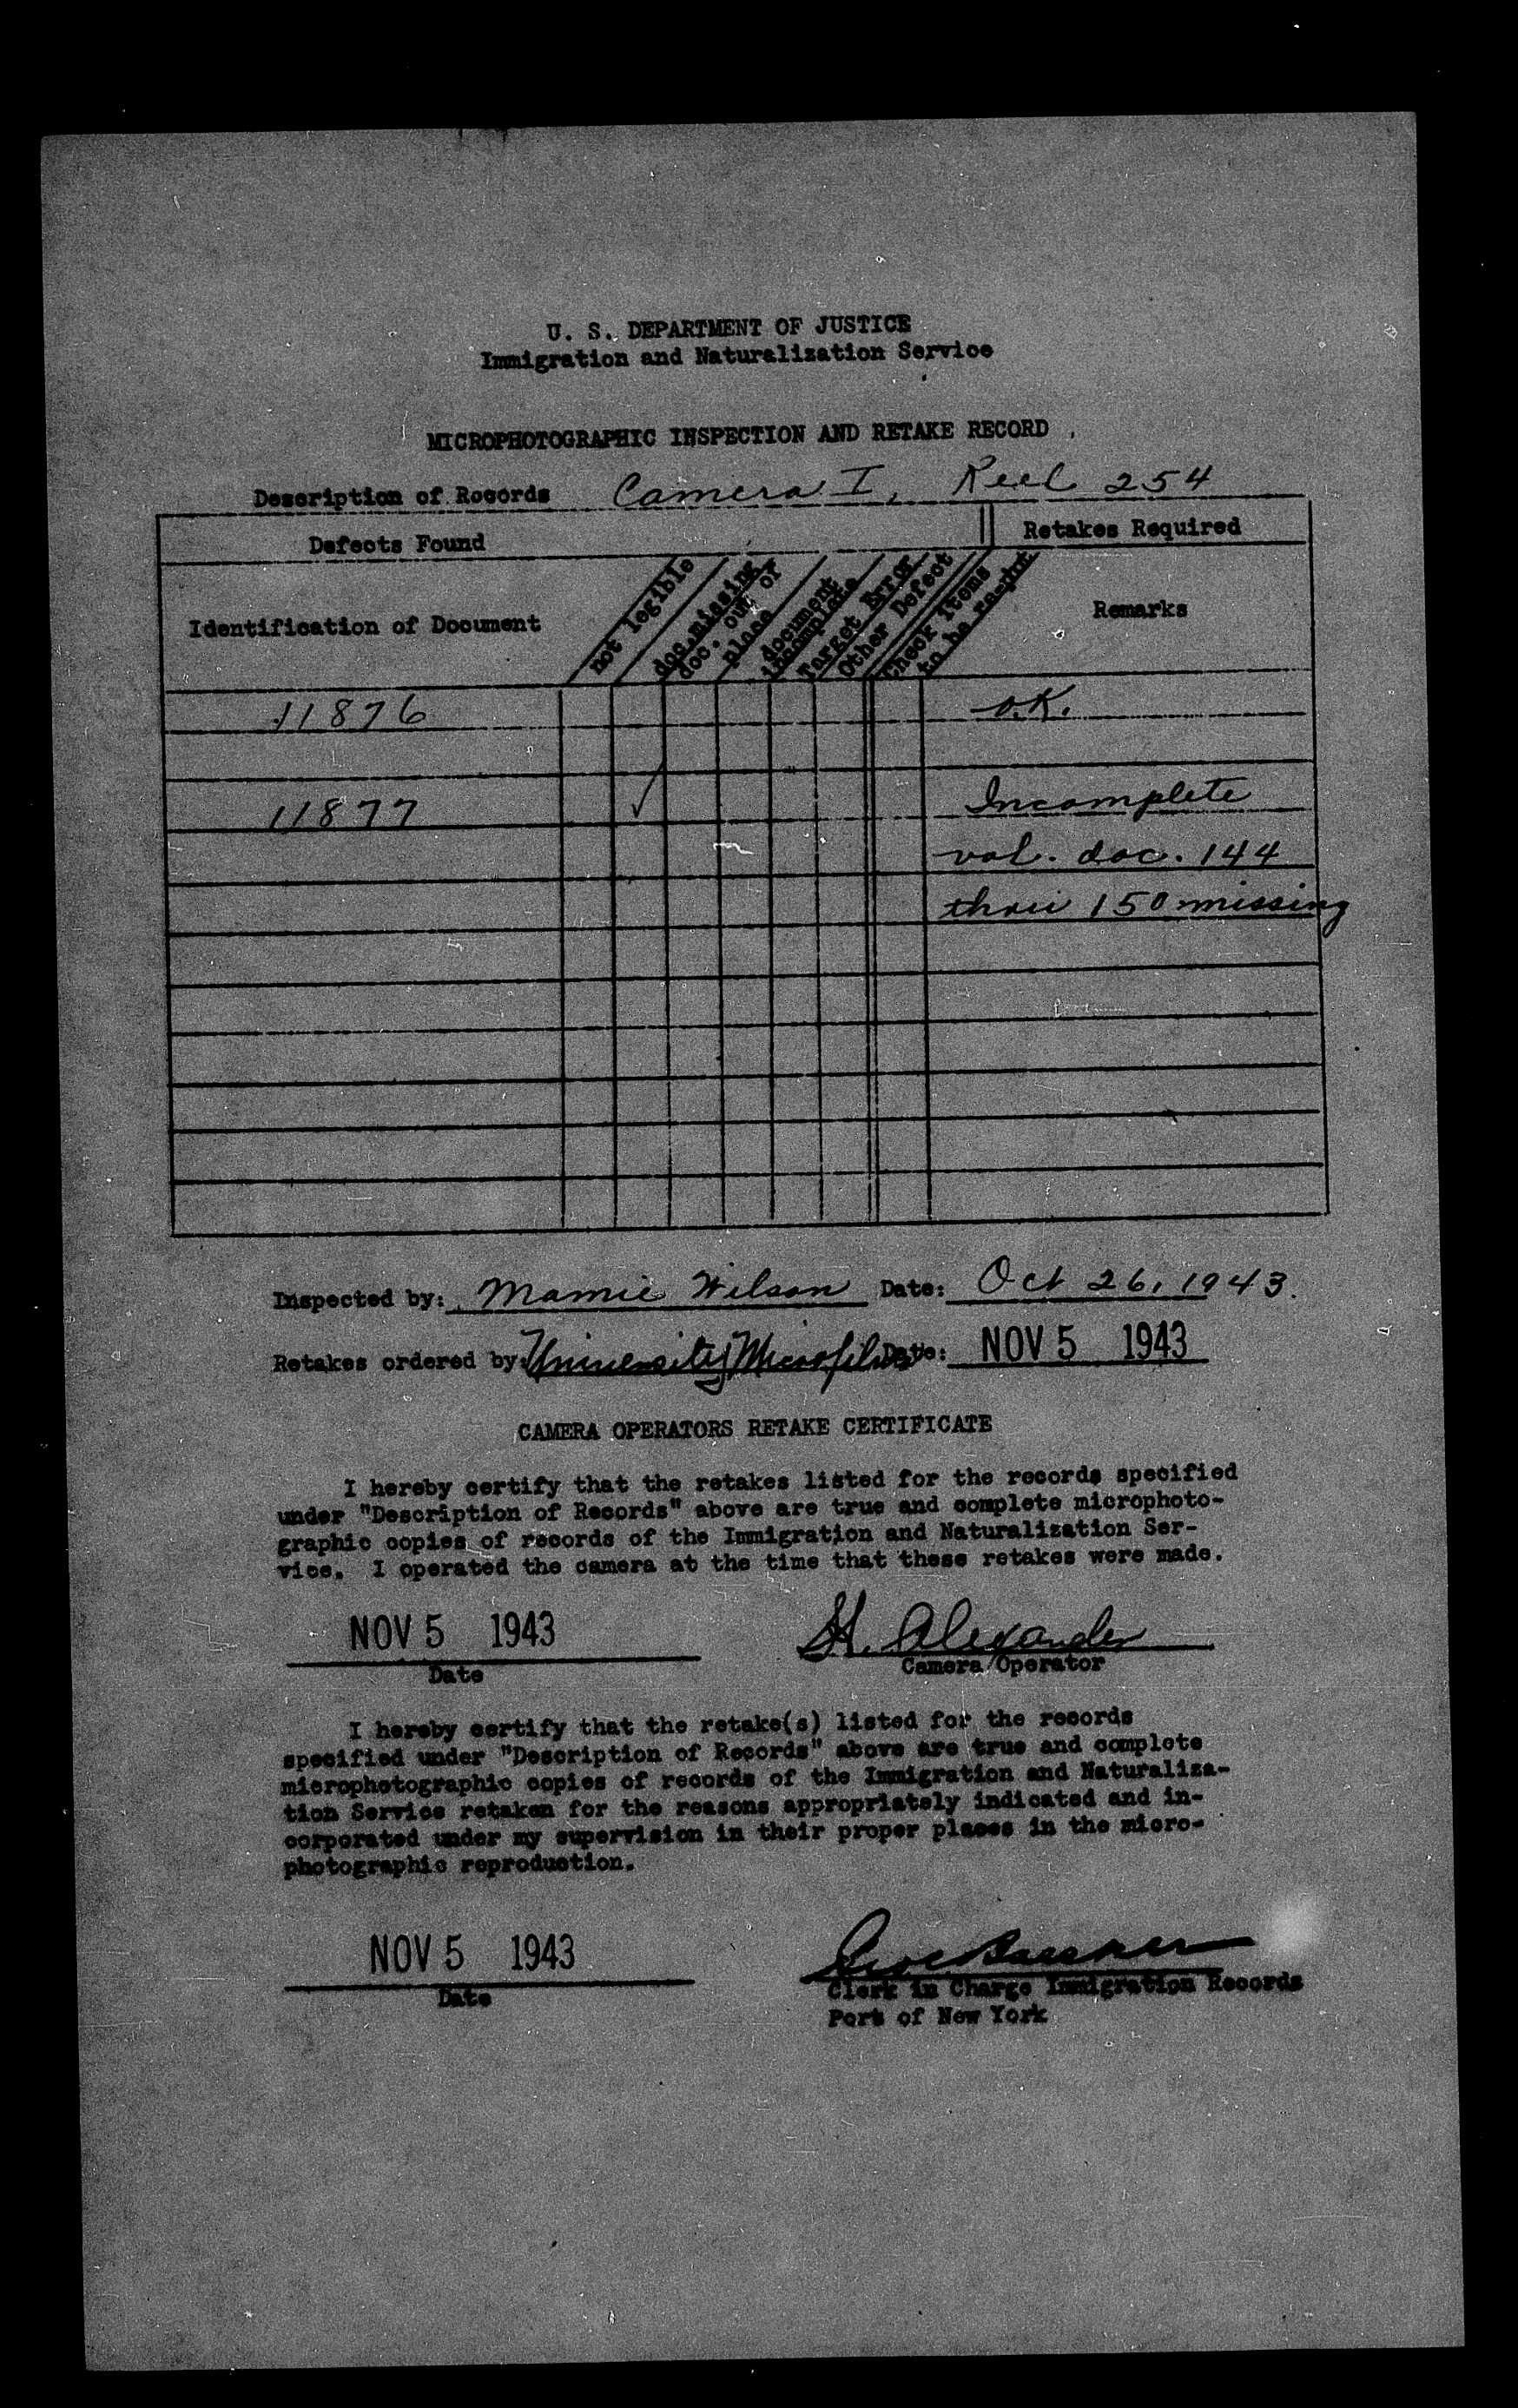 U. S. DEPARTMENT OF JUSTICE
Immigration and Naturalization Service
MICROPHOTOGRAPHIC INSPECTION AND RETAKE RECORD
Description of Records Camera I, Reel 254
Defects Found Retakes Required
Identification of Document
not legible
doc. missing
doc. out of
place
document
incomplete
Target Error
Other Defect
Check items
to be re-pht
Remarks
11876 O.K.
11877 ✓ Incomplete
vol. doc. 144
thru 150 missing
Inspected by: Mamie Wilson Date: Oct 26, 1943.
Retakes ordered by: University Microfilms Date: NOV 5 1943
CAMERA OPERATORS RETAKE CERTIFICATE
I hereby certify that the retakes listed for the records specified
under "Description of Records" above are true and complete microphoto-
graphic copies of records of the Immigration and Naturalization Ser-
vice. I operated the camera at the time that these retakes were made.
NOV 5 1943 H. Alexander
Date Camera Operator
I hereby certify that the retake(s) listed for the records
specified under "Description of Records" above are true and complete
microphotographic copies of records of the Immigration and Naturaliza-
tion Service retaken for the reasons appropriately indicated and in-
corporated under my supervision in their proper places in the micro-
photographic reproduction.
NOV 5 1943
Date Clerk in Charge Immigration Records
Port of New York